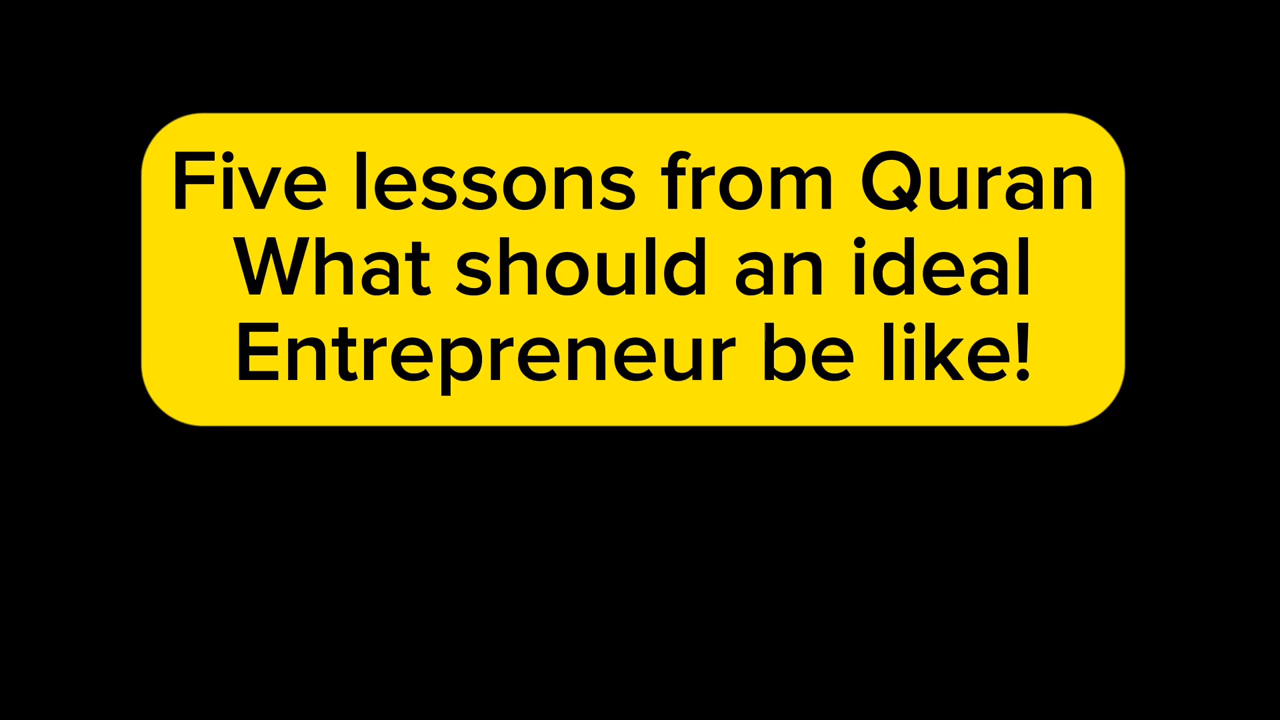 Five lessons from Quran
What should an ideal
Entrepreneur be like!